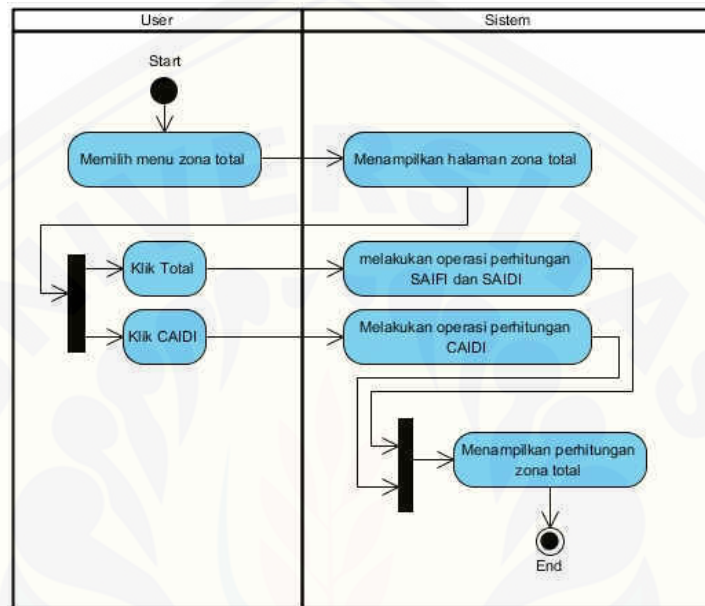 User
Sistem
Start
Memilih menu zona total
Menampilkan halaman zona total
Klik Total
melakukan operasi perhitungan
SAIFI dan SAIDI
Klik CAIDI
Melakukan operasi perhitungan
CAIDI
Menampilkan perhitungan
zona total
End
UNIVERSITAS